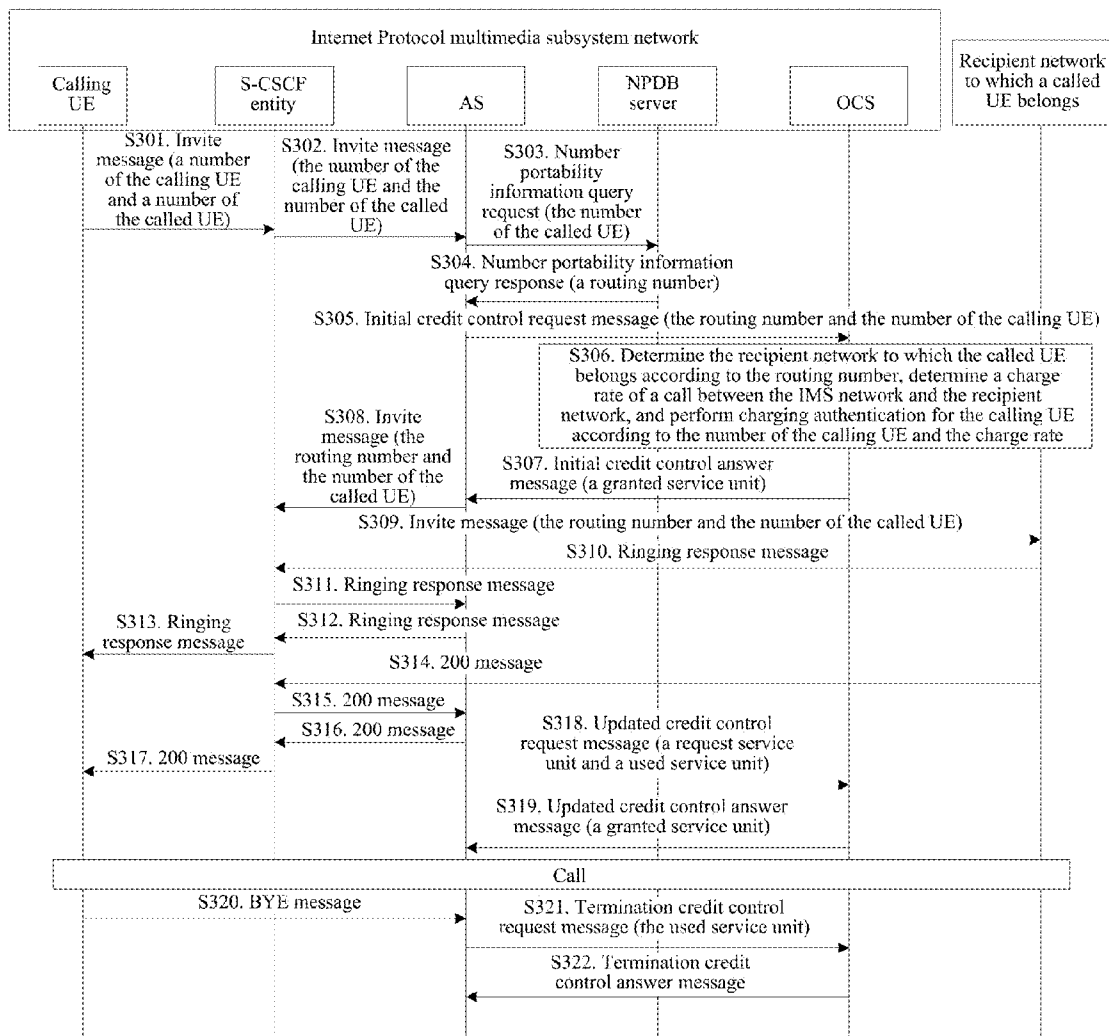 Internet Protocol multimedia subsystem network
Calling
UE
S-CSCF
entity
AS
NPDB
server
OCS
Recipient network
to which a called
UE belongs
S301. Invite
message (a number
of the calling UE
and a number of
the called UE)
S302. Invite message
(the number of the
calling UE and the
number of the called
UE)
S303. Number
portability
information query
request (the number
of the called UE)
S304. Number portability information
query response (a routing number)
S305. Initial credit control request message (the routing number and the number of the calling UE)
S306. Determine the recipient network to which the called UE
belongs according to the routing number, determine a charge
rate of a call between the IMS network and the recipient
network, and perform charging authentication for the calling UE
according to the number of the calling UE and the charge rate
S308. Invite
message (the
routing number and
the number of the
called UE)
S307. Initial credit control answer
message (a granted service unit)
S309. Invite message (the routing number and the number of the called UE)
S310. Ringing response message
S311. Ringing response message
S312. Ringing response message
S313. Ringing
response message
S314. 200 message
S315. 200 message
S316. 200 message
S317. 200 message
S318. Updated credit control
request message (a request service
unit and a used service unit)
S319. Updated credit control answer
message (a granted service unit)
Call
S320. BYE message
S321. Termination credit control
request message (the used service unit)
S322. Termination credit
control answer message